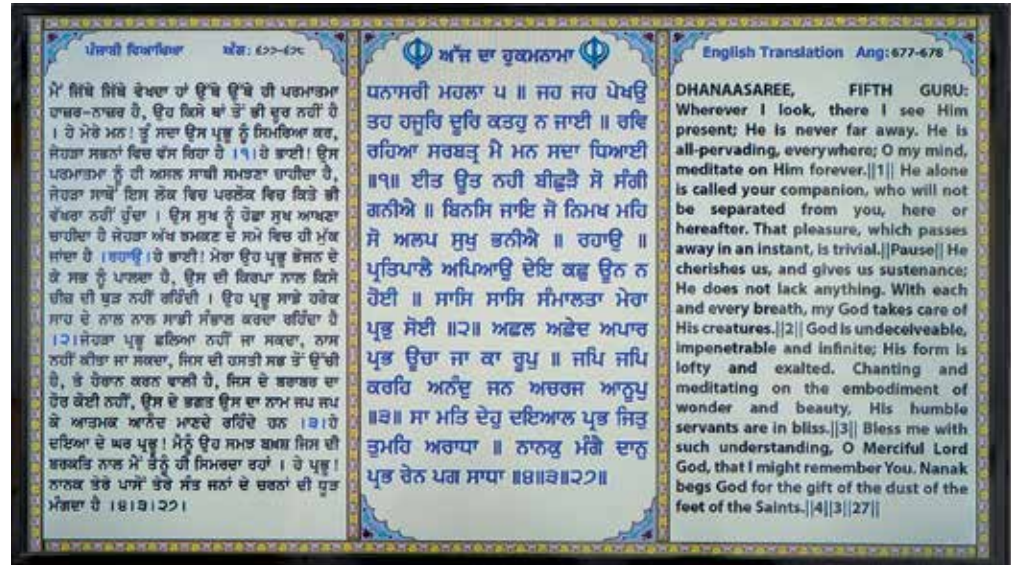 ਪੰਜਾਬੀ ਵਿਆਖਿਆ ਅੰਗ: ੬੭੭-੬੭੮
ਮੈਂ ਜਿੱਥੇ ਜਿੱਥੇ ਵੇਖਦਾ ਹਾਂ ਉੱਥੇ ਉੱਥੇ ਹੀ ਪਰਮਾਤਮਾ
ਹਾਜ਼ਰ-ਨਾਜ਼ਰ ਹੈ, ਉਹ ਕਿਸੇ ਥਾਂ ਤੋਂ ਭੀ ਦੂਰ ਨਹੀਂ ਹੈ
। ਹੇ ਮੇਰੇ ਮਨ! ਤੂੰ ਸਦਾ ਉਸ ਪ੍ਰਭੂ ਨੂੰ ਸਿਮਰਿਆ ਕਰ,
ਜੇਹੜਾ ਸਭਨਾਂ ਵਿਚ ਵੱਸ ਰਿਹਾ ਹੈ ।੧।ਹੇ ਭਾਈ! ਉਸ
ਪਰਮਾਤਮਾ ਨੂੰ ਹੀ ਅਸਲ ਸਾਥੀ ਸਮਝਣਾ ਚਾਹੀਦਾ ਹੈ,
ਜੇਹੜਾ ਸਾਥੋਂ ਇਸ ਲੋਕ ਵਿਚ ਪਰਲੋਕ ਵਿਚ ਕਿਤੇ ਭੀ
ਵੱਖਰਾ ਨਹੀਂ ਹੁੰਦਾ । ਉਸ ਸੁਖ ਨੂੰ ਹੋਛਾ ਸੁਖ ਆਖਣਾ
ਚਾਹੀਦਾ ਹੈ ਜੇਹੜਾ ਅੱਖ ਝਮਕਣ ਦੇ ਸਮੇ ਵਿਚ ਹੀ ਮੁੱਕ
ਜਾਂਦਾ ਹੈ ।ਰਹਾਉ।ਹੇ ਭਾਈ! ਮੇਰਾ ਉਹ ਪ੍ਰਭੂ ਭੋਜਨ ਦੇ
ਕੇ ਸਭ ਨੂੰ ਪਾਲਦਾ ਹੈ, ਉਸ ਦੀ ਕਿਰਪਾ ਨਾਲ ਕਿਸੇ
ਚੀਜ਼ ਦੀ ਥੁੜ ਨਹੀਂ ਰਹਿੰਦੀ । ਉਹ ਪ੍ਰਭੂ ਸਾਡੇ ਹਰੇਕ
ਸਾਹ ਦੇ ਨਾਲ ਨਾਲ ਸਾਡੀ ਸੰਭਾਲ ਕਰਦਾ ਰਹਿੰਦਾ ਹੈ
।੨।ਜੇਹੜਾ ਪ੍ਰਭੂ ਛਲਿਆ ਨਹੀਂ ਜਾ ਸਕਦਾ, ਨਾਸ
ਨਹੀਂ ਕੀਤਾ ਜਾ ਸਕਦਾ, ਜਿਸ ਦੀ ਹਸਤੀ ਸਭ ਤੋਂ ਉੱਚੀ
ਹੈ, ਤੇ ਹੈਰਾਨ ਕਰਨ ਵਾਲੀ ਹੈ, ਜਿਸ ਦੇ ਬਰਾਬਰ ਦਾ
ਹੋਰ ਕੋਈ ਨਹੀਂ, ਉਸ ਦੇ ਭਗਤ ਉਸ ਦਾ ਨਾਮ ਜਪ ਜਪ
ਕੇ ਆਤਮਕ ਆਨੰਦ ਮਾਣਦੇ ਰਹਿੰਦੇ ਹਨ ।੩।ਹੇ
ਦਇਆ ਦੇ ਘਰ ਪ੍ਰਭੂ! ਮੈਨੂੰ ਉਹ ਸਮਝ ਬਖ਼ਸ਼ ਜਿਸ ਦੀ
ਬਰਕਤਿ ਨਾਲ ਮੈਂ ਤੈਨੂੰ ਹੀ ਸਿਮਰਦਾ ਰਹਾਂ । ਹੇ ਪ੍ਰਭੂ!
ਨਾਨਕ ਤੇਰੇ ਪਾਸੋਂ ਤੇਰੇ ਸੰਤ ਜਨਾਂ ਦੇ ਚਰਨਾਂ ਦੀ ਧੂੜ
ਮੰਗਦਾ ਹੈ ।੪।੩।੨੭।
ਅੱਜ ਦਾ ਹੁਕਮਨਾਮਾ
ਧਨਾਸਰੀ ਮਹਲਾ ੫ ॥ ਜਹ ਜਹ ਪੇਖਉ
ਤਹ ਹਜੂਰਿ ਦੂਰਿ ਕਤਹੁ ਨ ਜਾਈ ॥ ਰਵਿ
ਰਹਿਆ ਸਰਬਤ੍ਰ ਮੈ ਮਨ ਸਦਾ ਧਿਆਈ
॥੧॥ ਈਤ ਊਤ ਨਹੀ ਬੀਛੁੜੈ ਸੋ ਸੰਗੀ
ਗਨੀਐ ॥ ਬਿਨਸਿ ਜਾਇ ਜੋ ਨਿਮਖ ਮਹਿ
ਸੋ ਅਲਪ ਸੁਖੁ ਭਨੀਐ ॥ ਰਹਾਉ ॥
ਪ੍ਰਤਿਪਾਲੈ ਅਪਿਆਉ ਦੇਇ ਕਛੁ ਊਨ ਨ
ਹੋਈ ॥ ਸਾਸਿ ਸਾਸਿ ਸੰਮਾਲਤਾ ਮੇਰਾ
ਪ੍ਰਭੁ ਸੋਈ ॥੨॥ ਅਛਲ ਅਛੇਦ ਅਪਾਰ
ਪ੍ਰਭ ਊਚਾ ਜਾ ਕਾ ਰੂਪੁ ॥ ਜਪਿ ਜਪਿ
ਕਰਹਿ ਅਨੰਦੁ ਜਨ ਅਚਰਜ ਆਨੂਪੁ
॥੩॥ ਸਾ ਮਤਿ ਦੇਹੁ ਦਇਆਲ ਪ੍ਰਭ ਜਿਤੁ
ਤੁਮਹਿ ਅਰਾਧਾ ॥ ਨਾਨਕੁ ਮੰਗੈ ਦਾਨੁ
ਪ੍ਰਭ ਰੇਨ ਪਗ ਸਾਧਾ ॥੪॥੩॥੨੭॥
English Translation Ang:677-678
DHANAASAREE, FIFTH GURU:
Wherever I look, there I see Him
present; He is never far away. He is
all-pervading, everywhere; O my mind,
meditate on Him forever.||1|| He alone
is called your companion, who will not
be separated from you, here or
hereafter. That pleasure, which passes
away in an instant, is trivial.||Pause|| He
cherishes us, and gives us sustenance;
He does not lack anything. With each
and every breath, my God takes care of
His creatures.||2|| God is undeceiveable,
impenetrable and infinite; His form is
lofty and exalted. Chanting and
meditating on the embodiment of
wonder and beauty, His humble
servants are in bliss.||3|| Bless me with
such understanding, O Merciful Lord
God, that I might remember You. Nanak
begs God for the gift of the dust of the
feet of the Saints.||4||3||27||